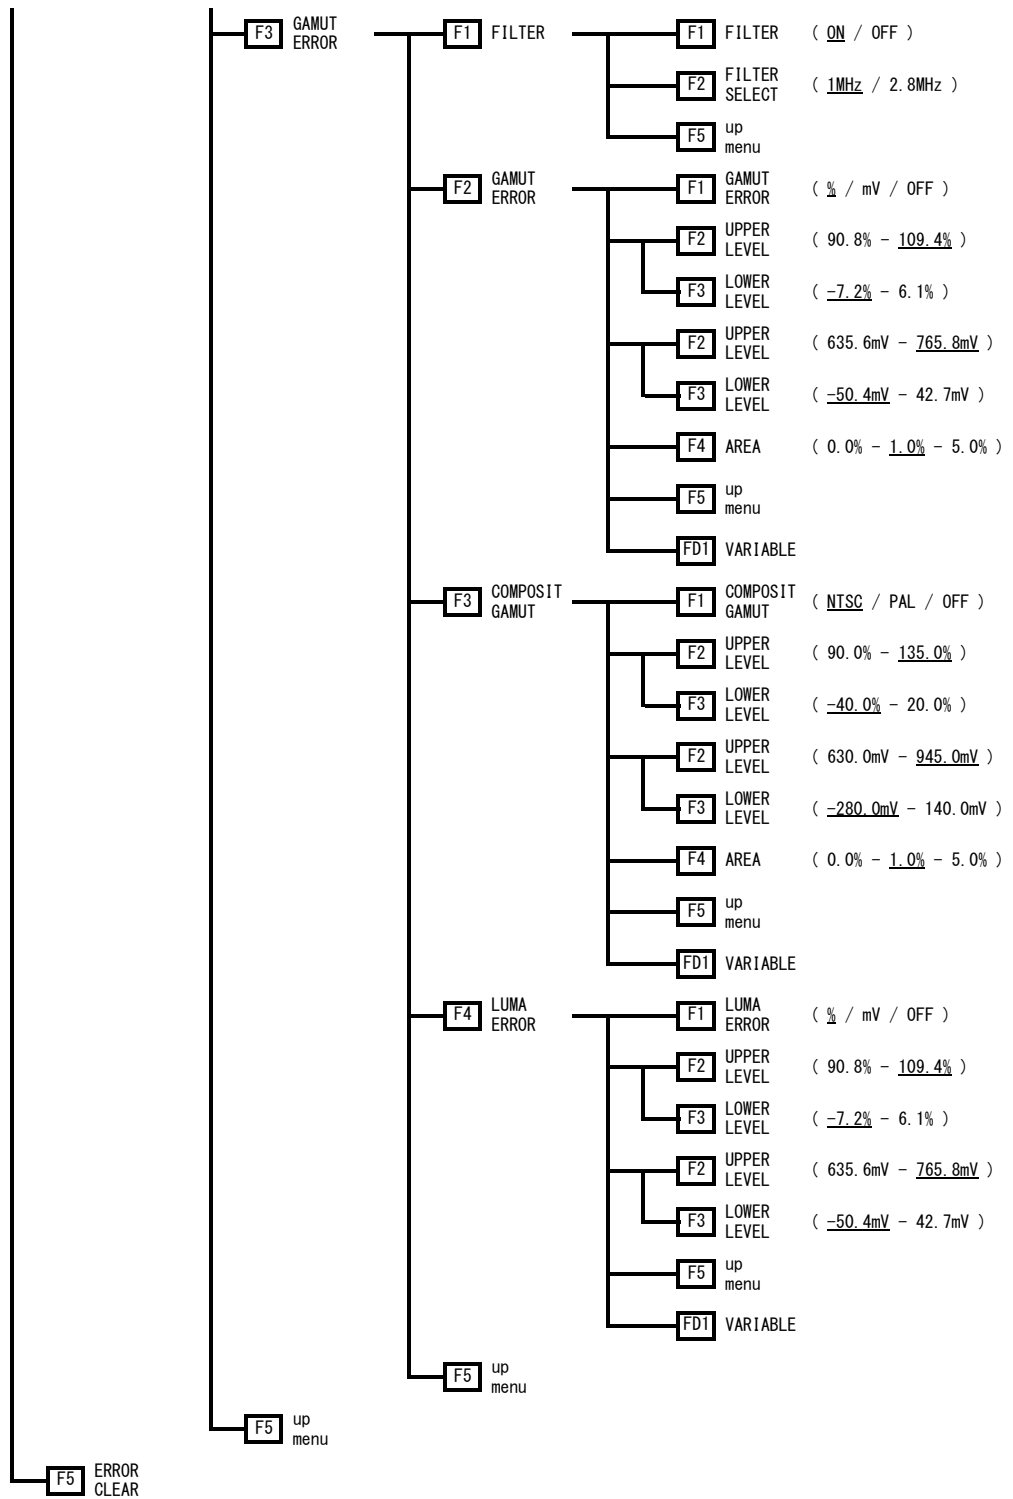 F3 GAMUT ERROR F1 FILTER F1 FILTER ( ON / OFF )
F2 FILTER SELECT ( 1MHz / 2.8MHz )
F5 up menu
F2 GAMUT ERROR F1 GAMUT ERROR ( % / mV / OFF )
F2 UPPER LEVEL ( 90.8% - 109.4% )
F3 LOWER LEVEL ( -7.2% - 6.1% )
F2 UPPER LEVEL ( 635.6mV - 765.8mV )
F3 LOWER LEVEL ( -50.4mV - 42.7mV )
F4 AREA ( 0.0% - 1.0% - 5.0% )
F5 up menu
FD1 VARIABLE
F3 COMPOSIT GAMUT F1 COMPOSIT GAMUT ( NTSC / PAL / OFF )
F2 UPPER LEVEL ( 90.0% - 135.0% )
F3 LOWER LEVEL ( -40.0% - 20.0% )
F2 UPPER LEVEL ( 630.0mV - 945.0mV )
F3 LOWER LEVEL ( -280.0mV - 140.0mV )
F4 AREA ( 0.0% - 1.0% - 5.0% )
F5 up menu
FD1 VARIABLE
F4 LUMA ERROR F1 LUMA ERROR ( % / mV / OFF )
F2 UPPER LEVEL ( 90.8% - 109.4% )
F3 LOWER LEVEL ( -7.2% - 6.1% )
F2 UPPER LEVEL ( 635.6mV - 765.8mV )
F3 LOWER LEVEL ( -50.4mV - 42.7mV )
F5 up menu
FD1 VARIABLE
F5 up menu
F5 up menu
F5 ERROR CLEAR